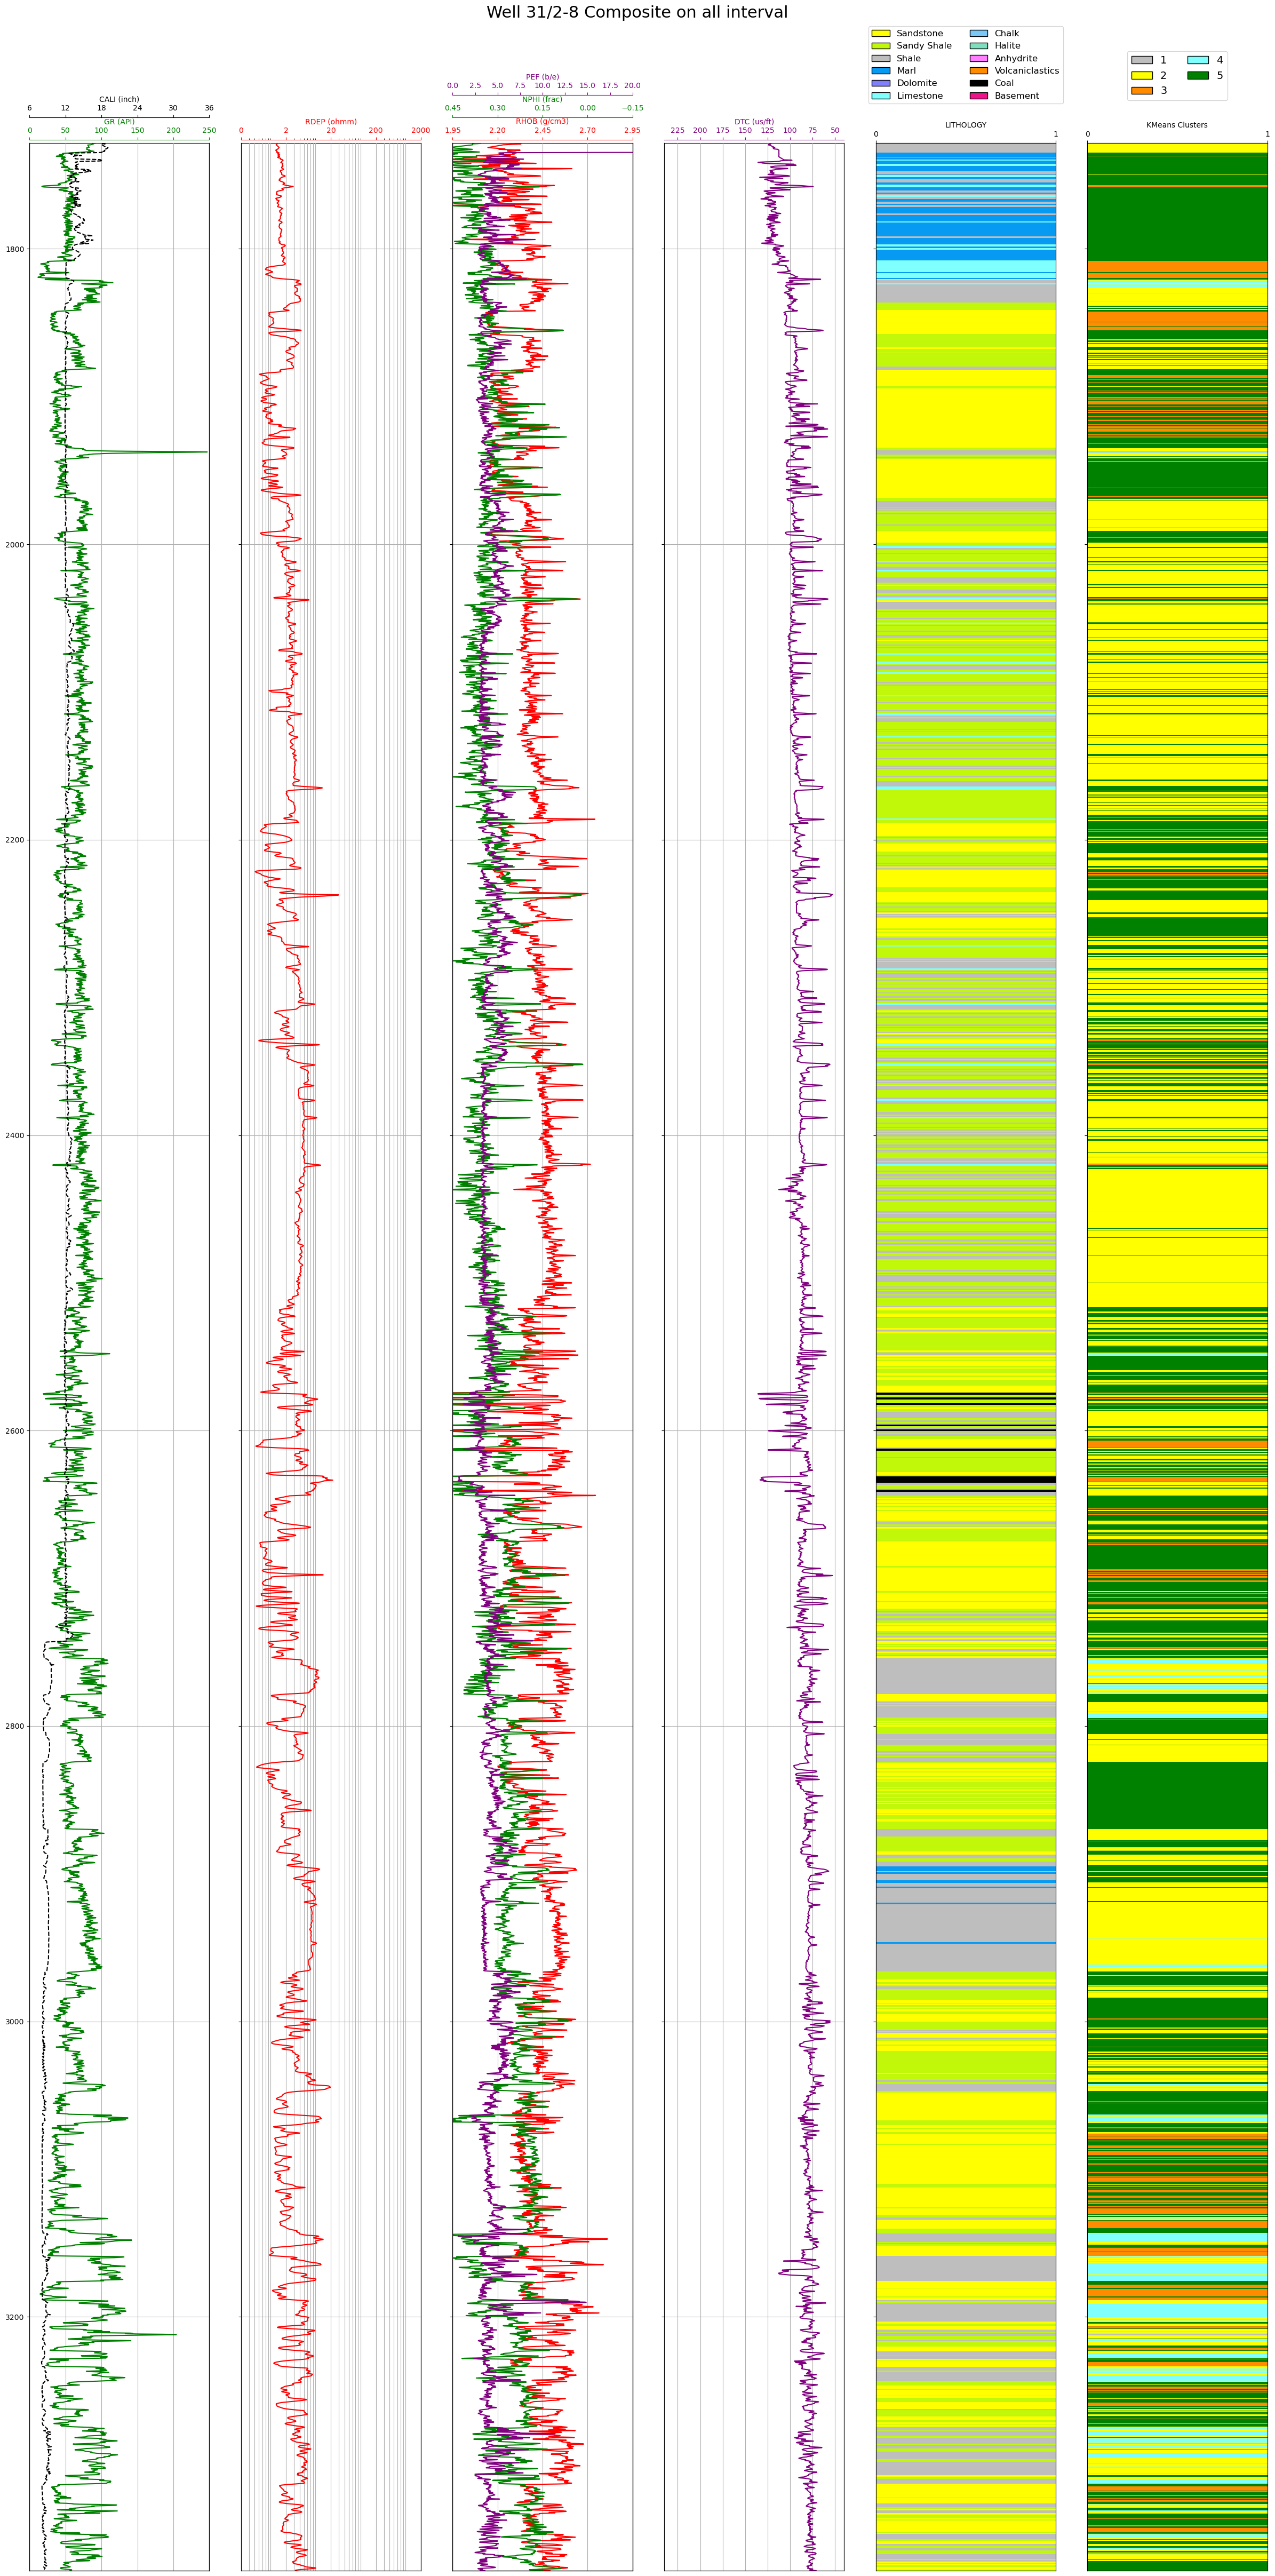 Well 31/2-8 Composite on all interval
Sandstone Chalk
Sandy Shale Halite
Shale Anhydrite
Marl Volcaniclastics
Dolomite Coal
Limestone Basement
1 4
2 5
3
PEF (b/e)
0.0 2.5 5.0 7.5 10.0 12.5 15.0 17.5 20.0
CALI (inch)
6 12 18 24 30 36
NPHI (frac)
0.45 0.30 0.15 0.00 −0.15
GR (API)
0 50 100 150 200 250
RDEP (ohmm)
0 2 20 200 2000
RHOB (g/cm3)
1.95 2.20 2.45 2.70 2.95
DTC (us/ft)
225 200 175 150 125 100 75 50
LITHOLOGY
0 1
KMeans Clusters
0 1
1800
2000
2200
2400
2600
2800
3000
3200